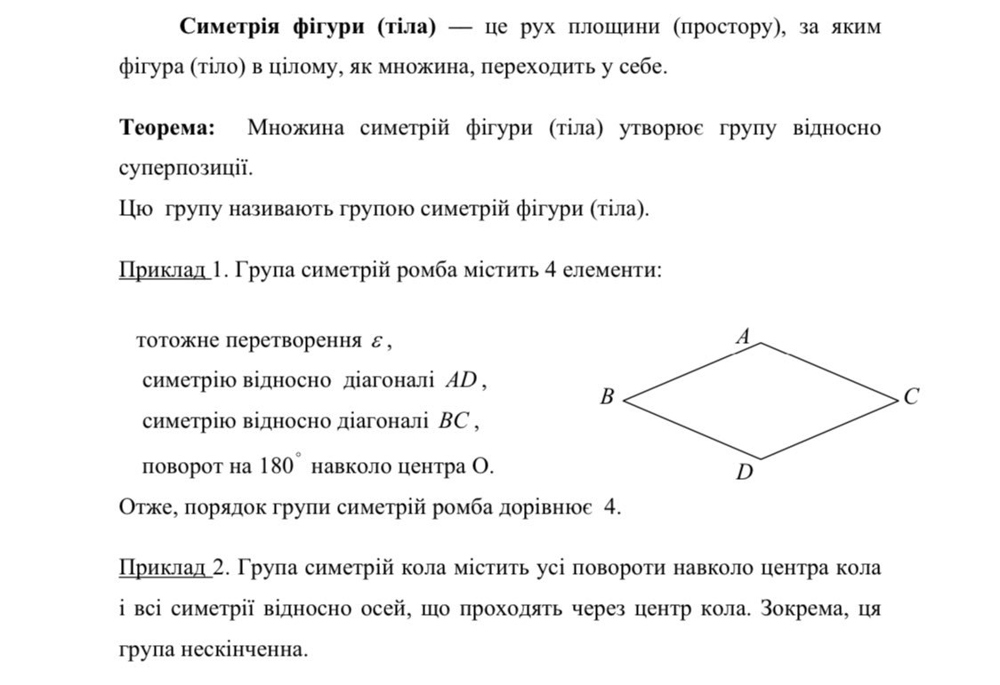 Симетрія фігури (тіла) — це рух площини (простору), за яким
фігура (тіло) в цілому, як множина, переходить у себе.
Теорема: Множина симетрій фігури (тіла) утворює групу відносно
суперпозиції.
Цю групу називають групою симетрій фігури (тіла).
Приклад 1. Група симетрій ромба містить 4 елементи:
тотожне перетворення ε,
симетрію відносно діагоналі AD,
симетрію відносно діагоналі BC,
поворот на 180° навколо центра О.
A
B
C
D
Отже, порядок групи симетрій ромба дорівнює 4.
Приклад 2. Група симетрій кола містить усі повороти навколо центра кола
і всі симетрії відносно осей, що проходять через центр кола. Зокрема, ця
група нескінченна.